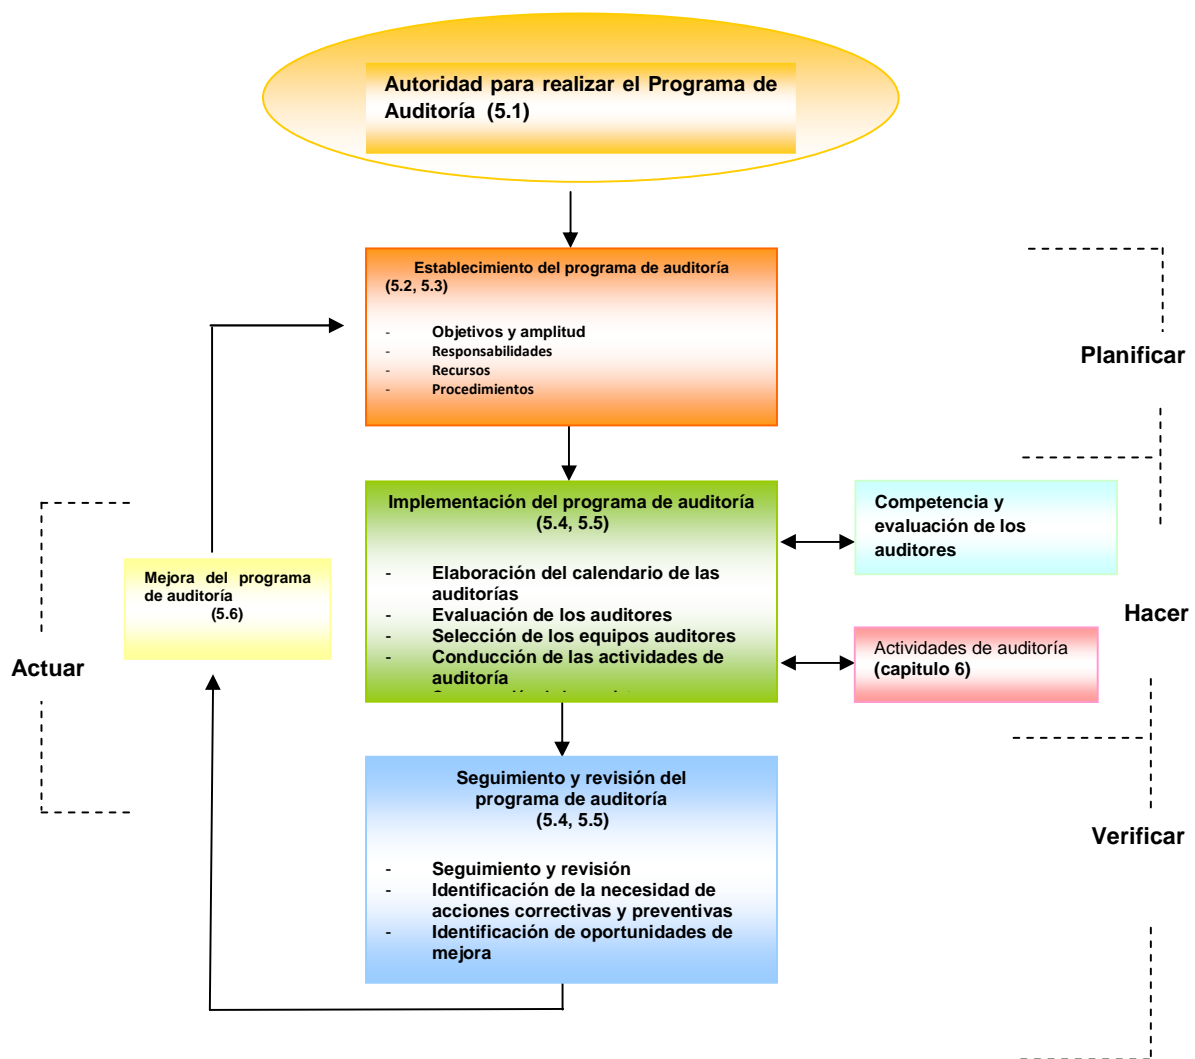 Autoridad para realizar el Programa de
Auditoría (5.1)
Establecimiento del programa de auditoría
(5.2, 5.3)
- Objetivos y amplitud
- Responsabilidades
- Recursos
- Procedimientos
Planificar
Implementación del programa de auditoría
(5.4, 5.5)
- Elaboración del calendario de las
auditorías
- Evaluación de los auditores
- Selección de los equipos auditores
- Conducción de las actividades de
auditoría
Competencia y
evaluación de los
auditores
Hacer
Actividades de auditoría
(capitulo 6)
Mejora del programa
de auditoría
(5.6)
Actuar
Seguimiento y revisión del
programa de auditoría
(5.4, 5.5)
- Seguimiento y revisión
- Identificación de la necesidad de
acciones correctivas y preventivas
- Identificación de oportunidades de
mejora
Verificar